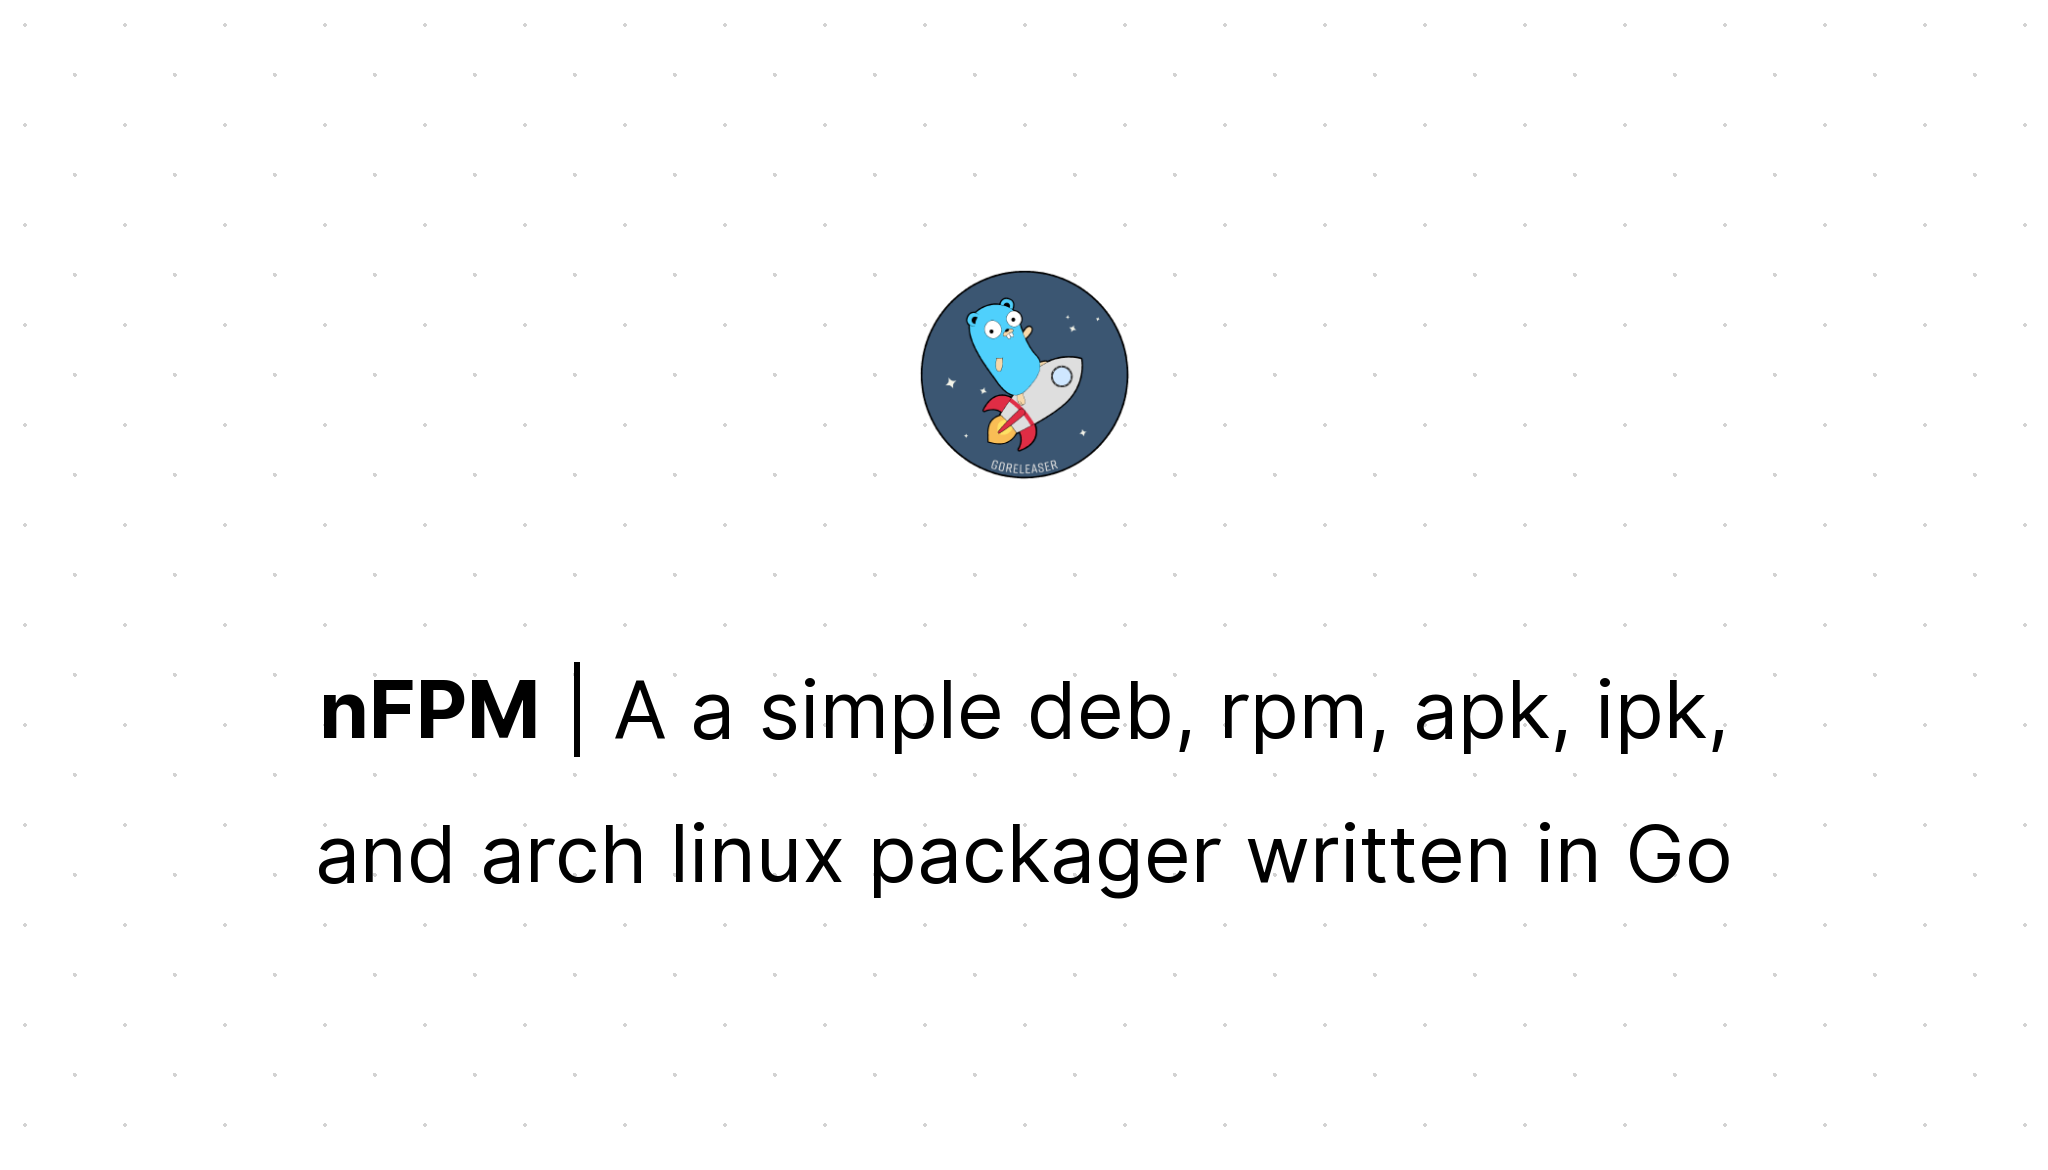 GORELEASER
nFPM | A a simple deb, rpm, apk, ipk,
and arch linux packager written in Go